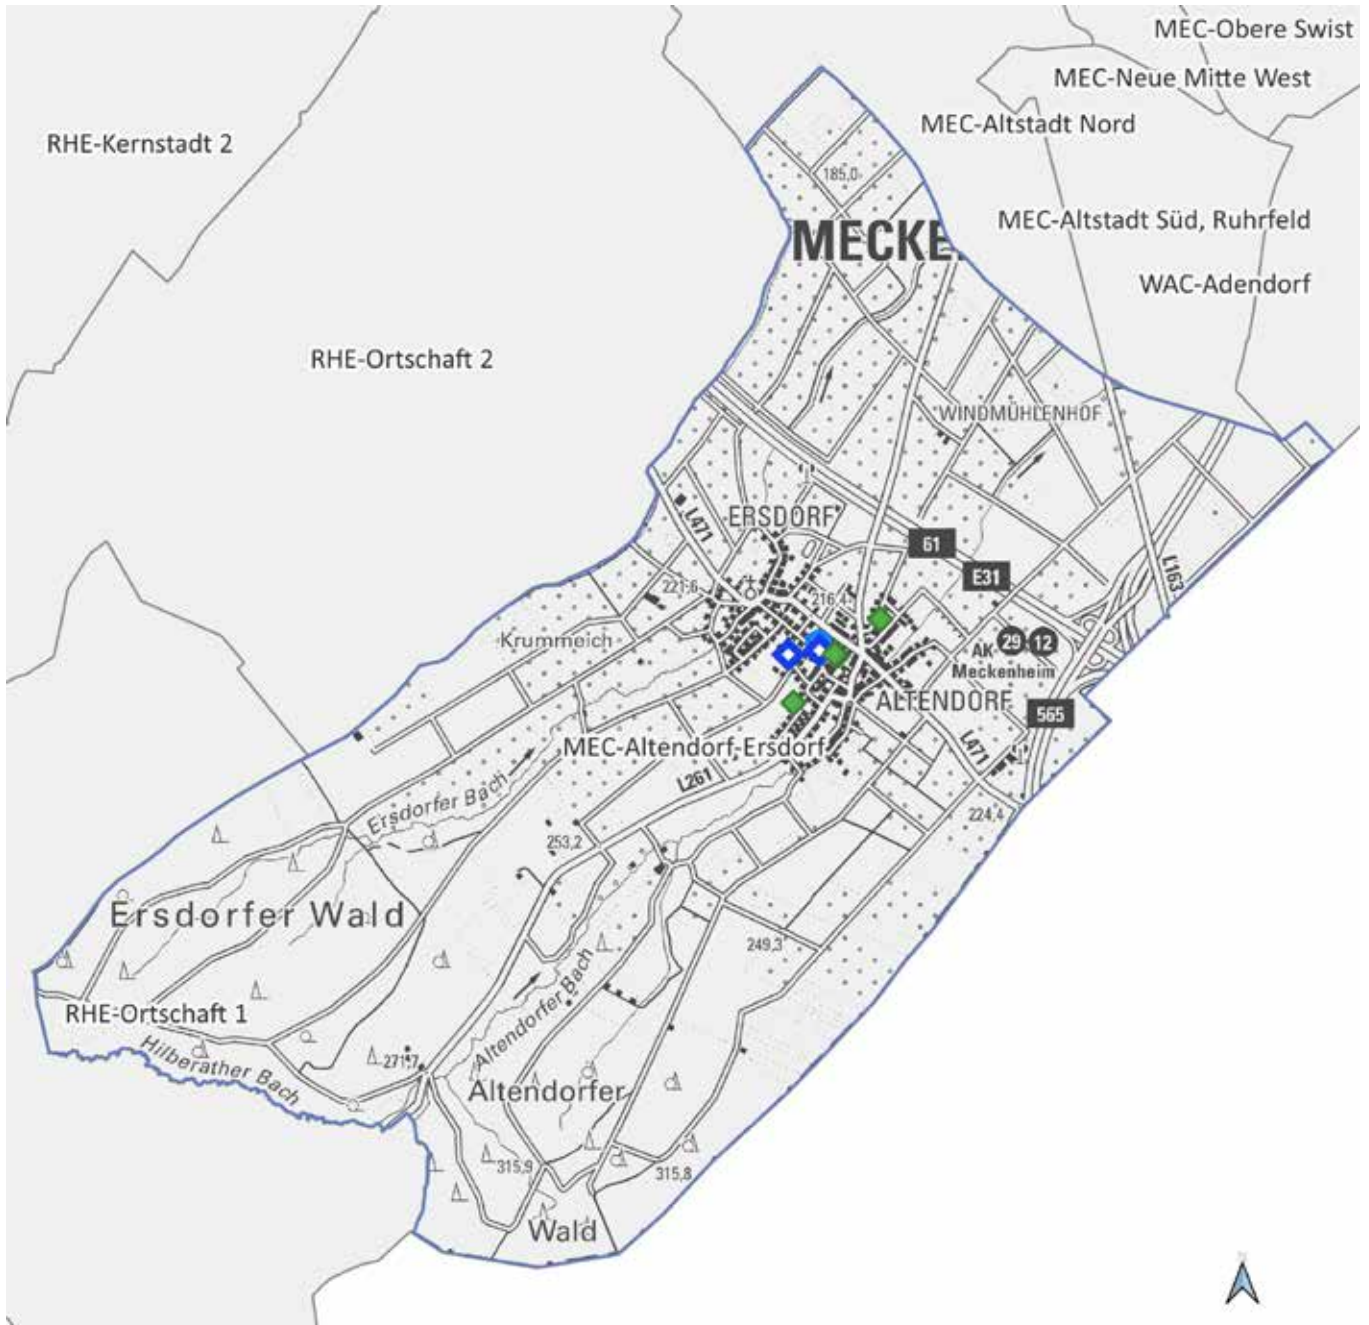 MEC-Obere Swist
MEC-Neue Mitte West
MEC-Altstadt Nord
RHE-Kernstadt 2
185,0
MEC-Altstadt Süd, Ruhrfeld
MECKE
WAC-Adendorf
RHE-Ortschaft 2
WINDMÜHLENHOF
ERSDORF
L471
61
E31
L163
221,6
216,4
Krummeich
29
12
AK
Meckenheim
ALTENDORF
565
MEC-Altendorf-Ersdorf
L471
L261
Ersdorfer Bach
224,4
253,2
Ersdorfer Wald
249,3
RHE-Ortschaft 1
Altendorfer Bach
Hilberather Bach
271,7
Altendorfer
315,9
315,8
Wald